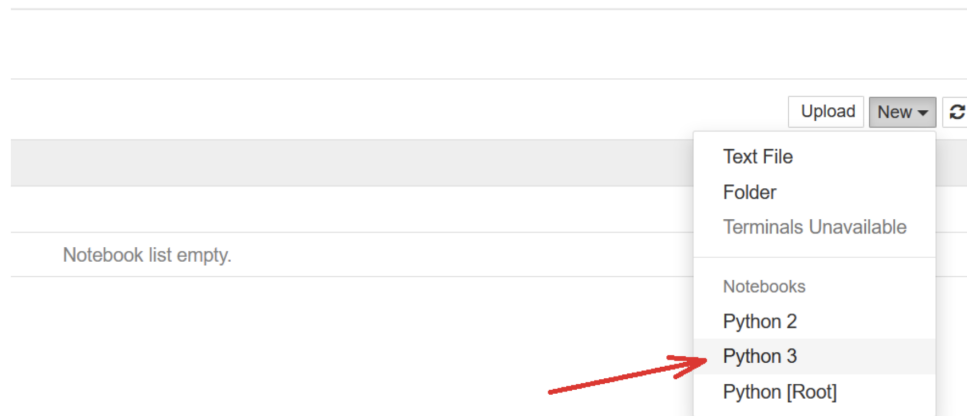 Upload New
Text File
Folder
Terminals Unavailable
Notebook list empty.
Notebooks
Python 2
Python 3
Python [Root]